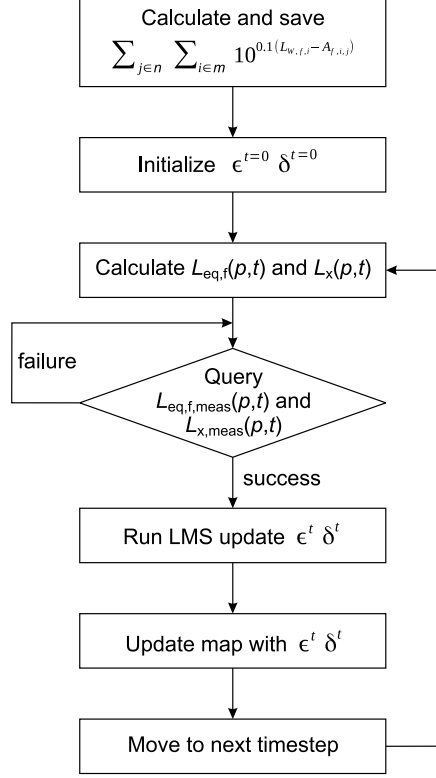 Calculate and save
∑_{j∈n} ∑_{i∈m} 10^{0.1(L_{W,f,i}−A_{f,i,j})}
Initialize ϵ^{t=0} δ^{t=0}
Calculate L_{eq,f}(p,t) and L_x(p,t)
failure
Query
L_{eq,f,meas}(p,t) and
L_{x,meas}(p,t)
success
Run LMS update ϵ^t δ^t
Update map with ϵ^t δ^t
Move to next timestep